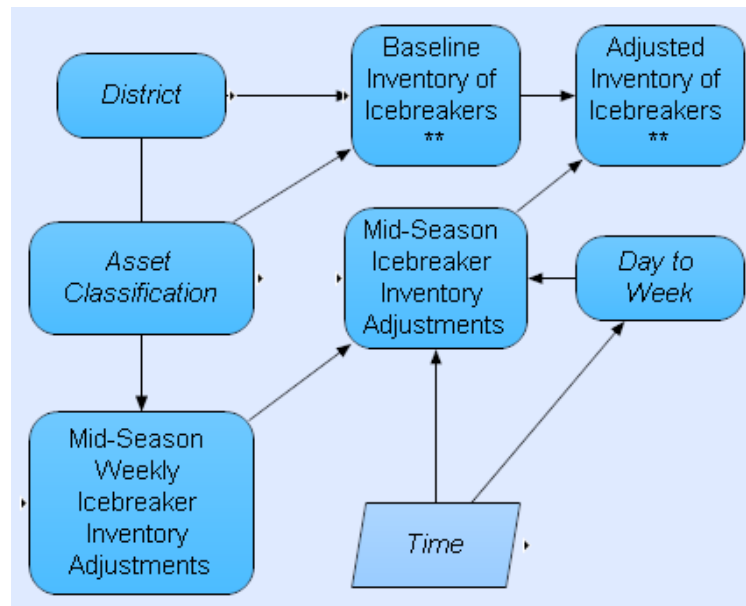 District
Baseline
Inventory of
Icebreakers
**
Adjusted
Inventory of
Icebreakers
**
Asset
Classification
Mid-Season
Icebreaker
Inventory
Adjustments
Day to
Week
Mid-Season
Weekly
Icebreaker
Inventory
Adjustments
Time